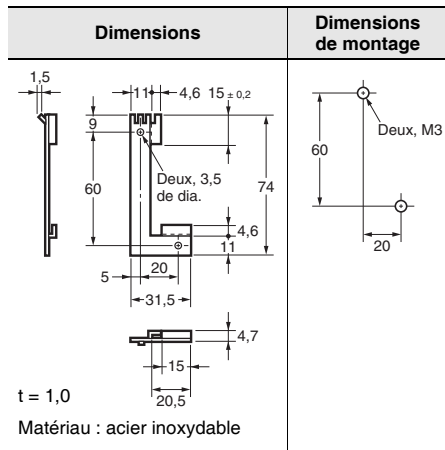 Dimensions
Dimensions
de montage
1,5
11
4,6
15 ± 0,2
9
Deux, 3,5
de dia.
60
74
4,6
11
5
20
31,5
4,7
15
20,5
t = 1,0
Matériau : acier inoxydable
Deux, M3
60
20